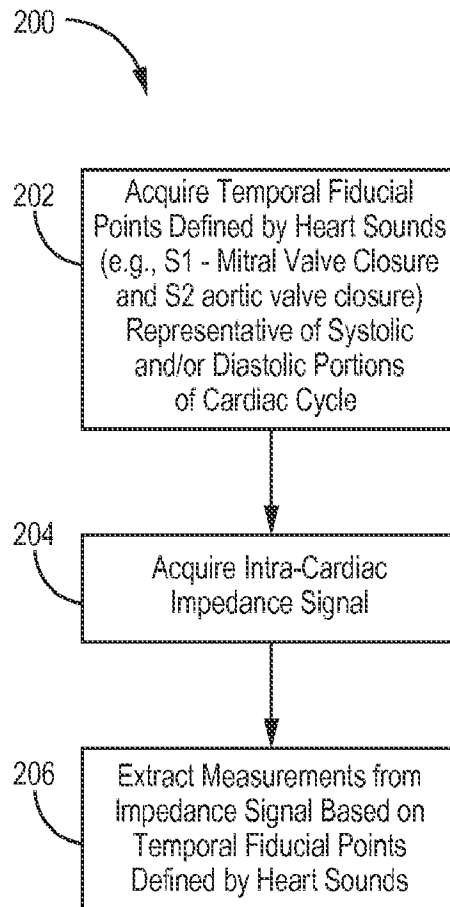 200
202
Acquire Temporal Fiducial
Points Defined by Heart Sounds
(e.g., S1 - Mitral Valve Closure
and S2 aortic valve closure)
Representative of Systolic
and/or Diastolic Portions
of Cardiac Cycle
204
Acquire Intra-Cardiac
Impedance Signal
206
Extract Measurements from
Impedance Signal Based on
Temporal Fiducial Points
Defined by Heart Sounds